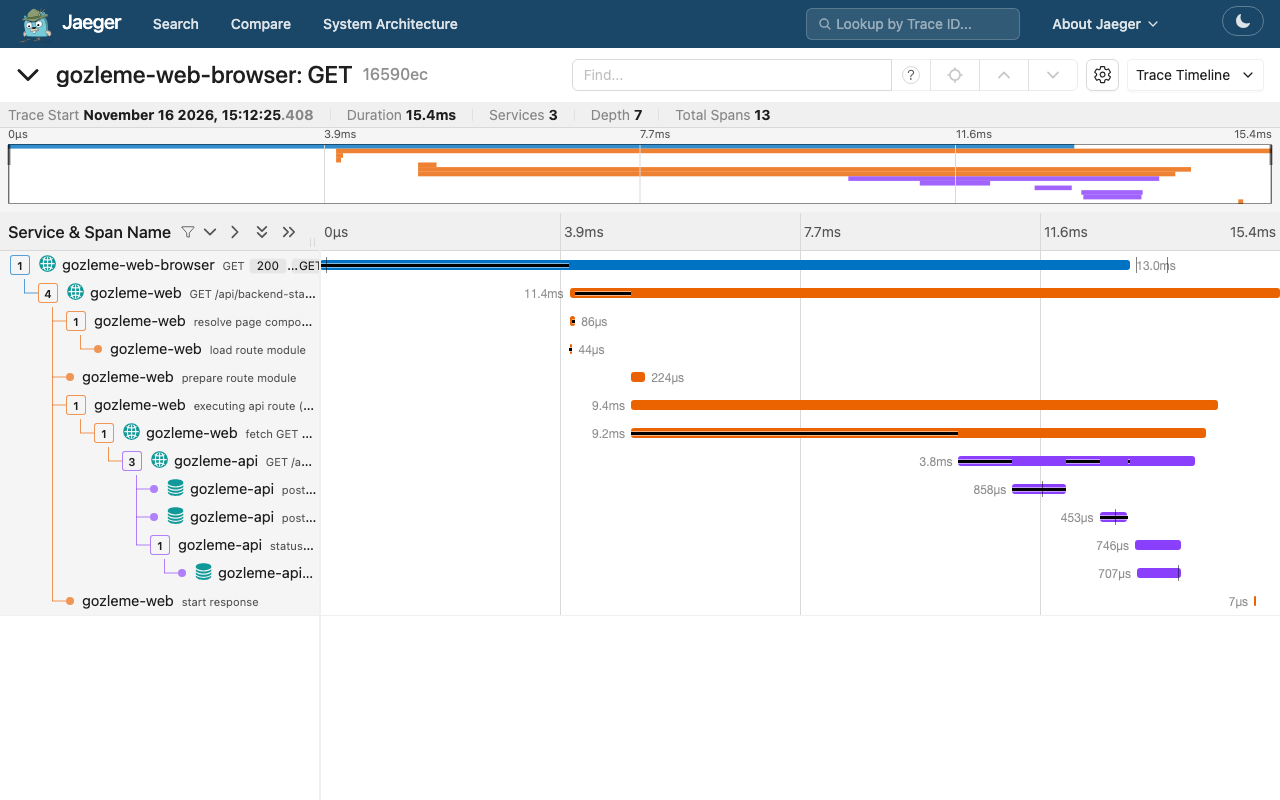 Jaeger Search Compare System Architecture Lookup by Trace ID... About Jaeger
gozleme-web-browser: GET 16590ec Find... ? Trace Timeline
Trace Start November 16 2026, 15:12:25.408 Duration 15.4ms Services 3 Depth 7 Total Spans 13
0μs 3.9ms 7.7ms 11.6ms 15.4ms
Service & Span Name 0μs 3.9ms 7.7ms 11.6ms 15.4ms
1 gozleme-web-browser GET 200 ...GET 13.0ms
4 gozleme-web GET /api/backend-sta... 11.4ms
1 gozleme-web resolve page compo... 86μs
gozleme-web load route module 44μs
gozleme-web prepare route module 224μs
1 gozleme-web executing api route (... 9.4ms
1 gozleme-web fetch GET ... 9.2ms
3 gozleme-api GET /a... 3.8ms
gozleme-api post... 858μs
gozleme-api post... 453μs
1 gozleme-api status... 746μs
gozleme-api... 707μs
gozleme-web start response 7μs